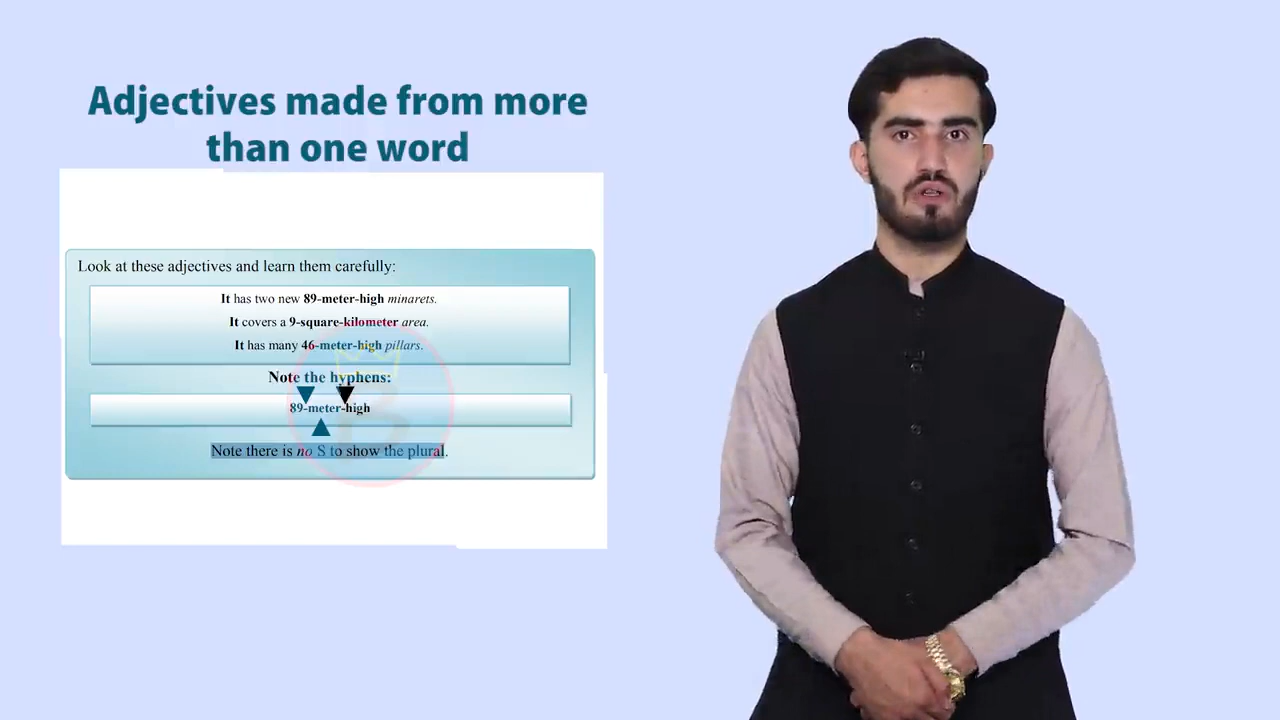 Adjectives made from more
than one word
Look at these adjectives and learn them carefully:
It has two new 89-meter-high minarets.
It covers a 9-square-kilometer area.
It has many 46-meter-high pillars.
Note the hyphens:
89-meter-high
Note there is no S to show the plural.